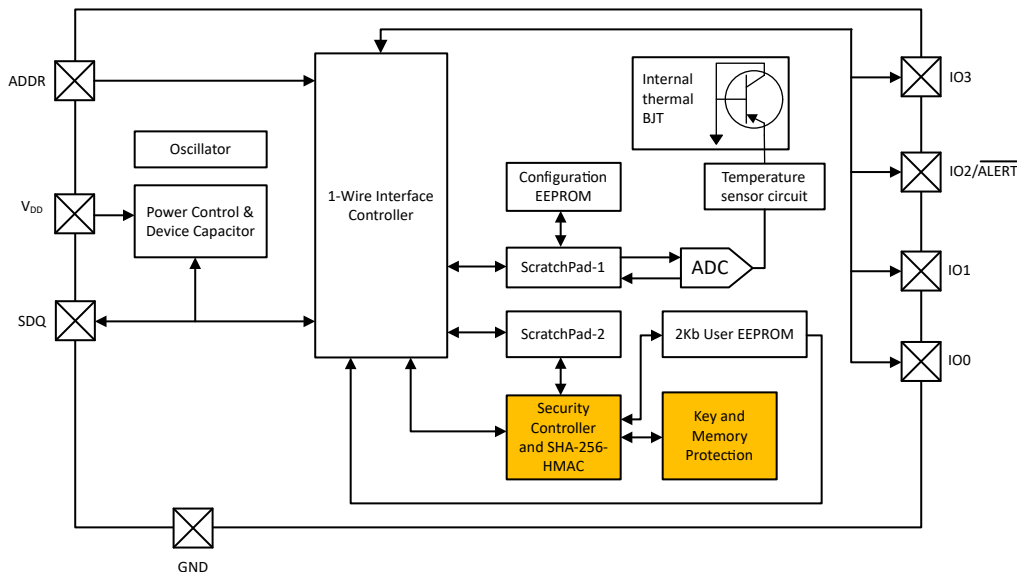 ADDR
V_DD
SDQ
GND
Oscillator
Power Control &
Device Capacitor
1-Wire Interface
Controller
Internal
thermal
BJT
Configuration
EEPROM
Temperature
sensor circuit
ScratchPad-1
ADC
ScratchPad-2
2Kb User EEPROM
Security
Controller
and SHA-256-
HMAC
Key and
Memory
Protection
IO3
IO2/ALERT
IO1
IO0